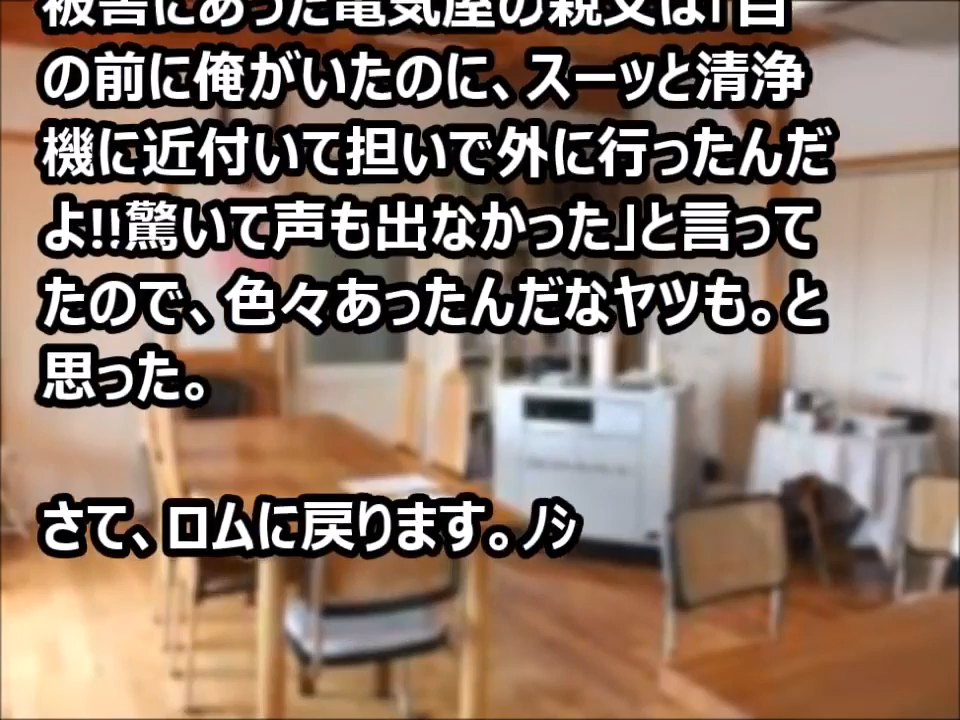 被害にあった電気屋の親父は「目
の前に俺がいたのに、スーッと清浄
機に近付いて担いで外に行ったんだ
よ!!驚いて声も出なかった」と言って
たので、色々あったんだなヤツも。と
思った。
さて、ロムに戻ります。ノシ